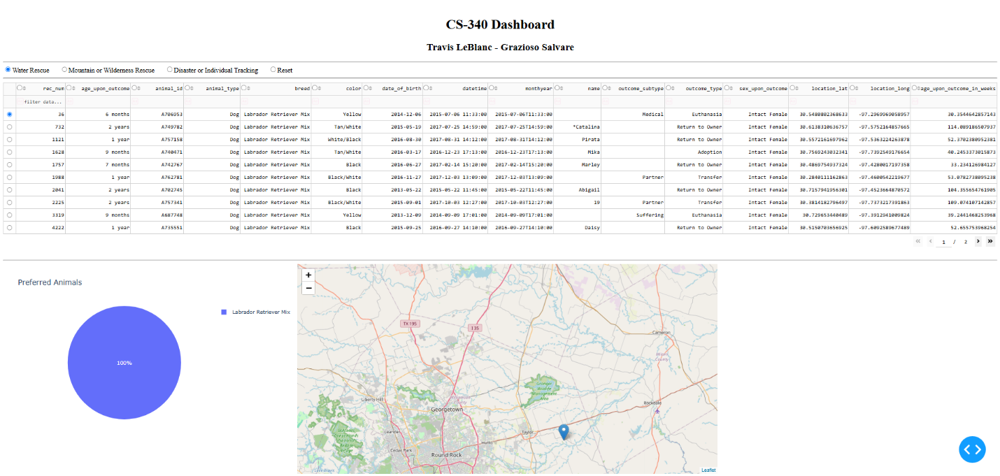 CS-340 Dashboard
Travis LeBlanc - Grazioso Salvare
Water Rescue Mountain or Wilderness Rescue Disaster or Individual Tracking Reset
rec_num age_upon_outcome animal_id animal_type breed color date_of_birth datetime monthyear name outcome_subtype outcome_type sex_upon_outcome location_lat location_long age_upon_outcome_in_weeks
filter data...
36 6 months A706953 Dog Labrador Retriever Mix Yellow 2014-12-06 2015-07-06 11:33:00 2015-07-06T11:33:00 Medical Euthanasia Intact Female 30.5480802368633 -97.2969969058957 30.3544642857143
732 2 years A749782 Dog Labrador Retriever Mix Tan/White 2015-05-19 2017-07-25 14:59:00 2017-07-25T14:59:00 *Catalina Return to Owner Intact Female 30.6138310636757 -97.5752164857665 114.089186507937
1121 1 year A757158 Dog Labrador Retriever Mix White/Black 2016-08-30 2017-08-31 14:12:00 2017-08-31T14:12:00 Pirata Return to Owner Intact Female 30.5572161697962 -97.5363224263878 52.3702380952381
1628 9 months A740471 Dog Labrador Retriever Mix Tan/White 2016-03-17 2016-12-23 17:13:00 2016-12-23T17:13:00 Mika Adoption Intact Female 30.7569243032341 -97.7392549176654 40.2453373015873
1757 7 months A742767 Dog Labrador Retriever Mix Black 2016-06-27 2017-02-14 15:20:00 2017-02-14T15:20:00 Marley Return to Owner Intact Female 30.4869754937324 -97.4280017197358 33.234126984127
1988 1 year A762781 Dog Labrador Retriever Mix Black/White 2016-11-27 2017-12-03 13:09:00 2017-12-03T13:09:00 Partner Transfer Intact Female 30.2840111162863 -97.4600542219677 53.0782738095238
2041 2 years A702745 Dog Labrador Retriever Mix Black 2013-05-22 2015-05-22 11:45:00 2015-05-22T11:45:00 Abigail Return to Owner Intact Female 30.7157941956301 -97.4523664870572 104.355654761905
2225 2 years A757341 Dog Labrador Retriever Mix Black/White 2015-09-01 2017-10-03 12:27:00 2017-10-03T12:27:00 19 Partner Transfer Intact Female 30.3814182796497 -97.7373217391863 109.074107142857
3319 9 months A687748 Dog Labrador Retriever Mix Yellow 2013-12-09 2014-09-09 17:01:00 2014-09-09T17:01:00 Suffering Euthanasia Intact Female 30.729653440489 -97.3912941009824 39.2441468253968
4222 1 year A735551 Dog Labrador Retriever Mix Black 2015-09-25 2016-09-27 14:10:00 2016-09-27T14:10:00 Daisy Return to Owner Intact Female 30.5150703656925 -97.6092589677489 52.655753968254
1 / 2
Preferred Animals
Labrador Retriever Mix
100%
+
−
TX 195
I 35
Cameron
Milam
County
Granger
Wildlife
Management
Area
Liberty Hill
Williamson
County
Georgetown
Rockdale
Leander
Taylor
Balcones
Canyonlands
National
Wildlife
Refuge
Hutto
Cedar Park
Round Rock
Lake Travis
Leaflet